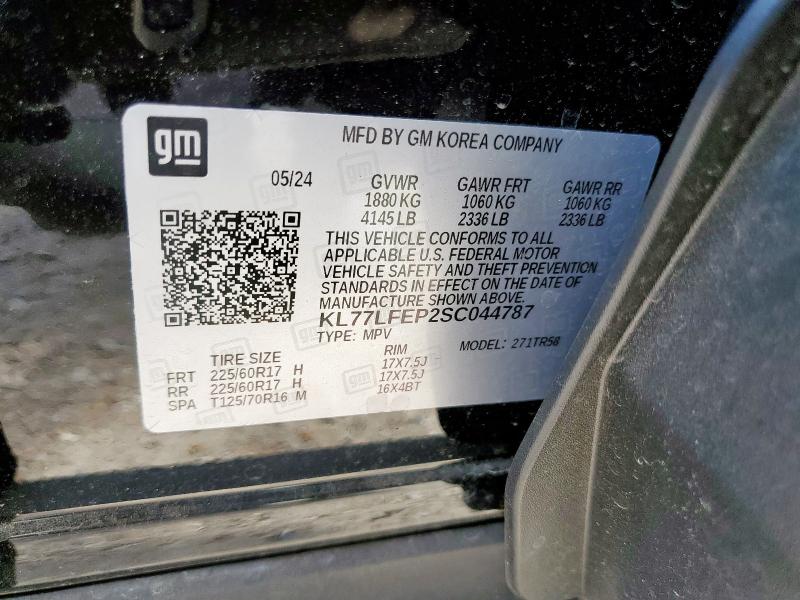 gm
MFD BY GM KOREA COMPANY
05/24
GVWR GAWR FRT GAWR RR
1880 KG 1060 KG 1060 KG
4145 LB 2336 LB 2336 LB
THIS VEHICLE CONFORMS TO ALL
APPLICABLE U.S. FEDERAL MOTOR
VEHICLE SAFETY AND THEFT PREVENTION
STANDARDS IN EFFECT ON THE DATE OF
MANUFACTURE SHOWN ABOVE.
KL77LFEP2SC044787
TYPE: MPV MODEL: 271TR58
TIRE SIZE RIM
FRT 225/60R17 H 17X7.5J
RR 225/60R17 H 17X7.5J
SPA T125/70R16 M 16X4BT